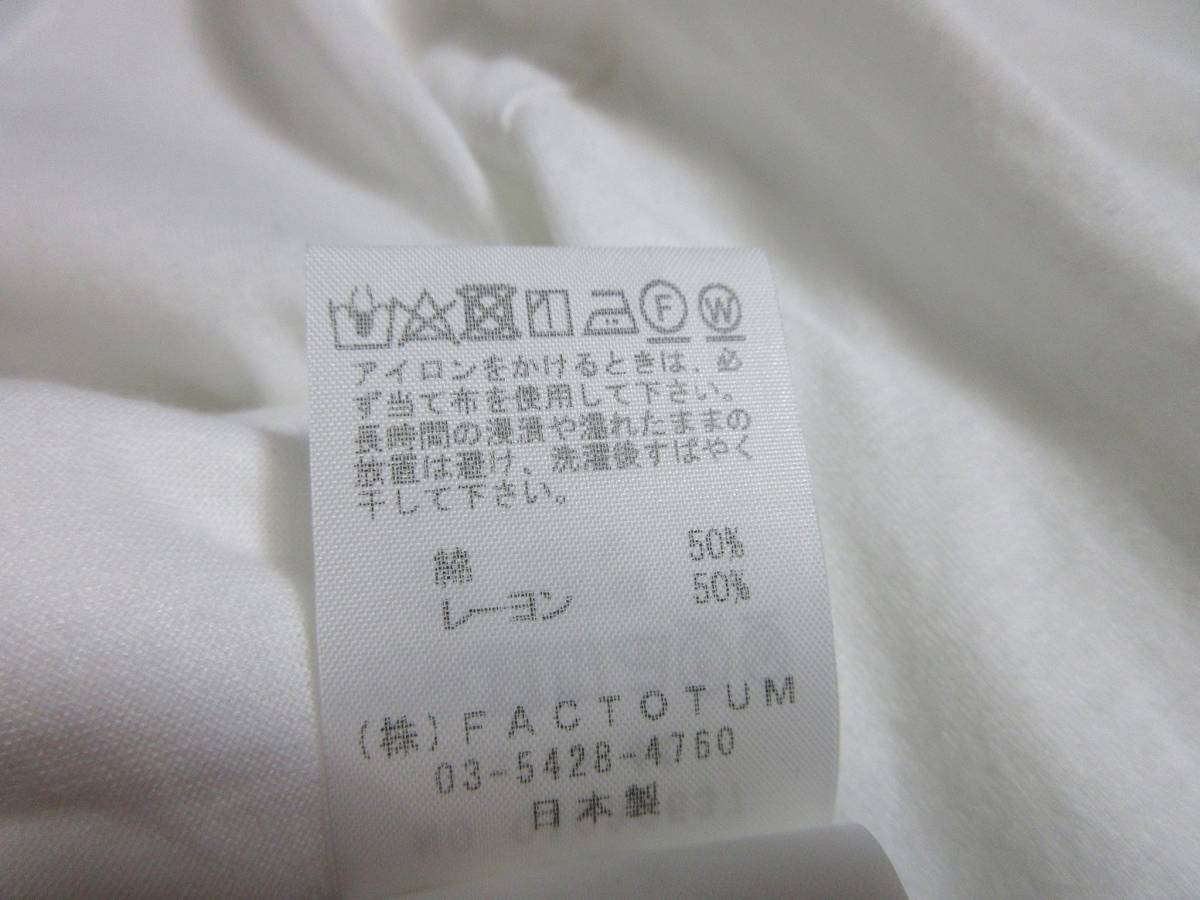 F W
アイロンをかけるときは、必
ず当て布を使用して下さい。
長時間の浸漬や濡れたままの
放置は避け、洗濯後すばやく
干して下さい。
綿 50%
レーヨン 50%
(株)FACTOTUM
03-5428-4760
日本製